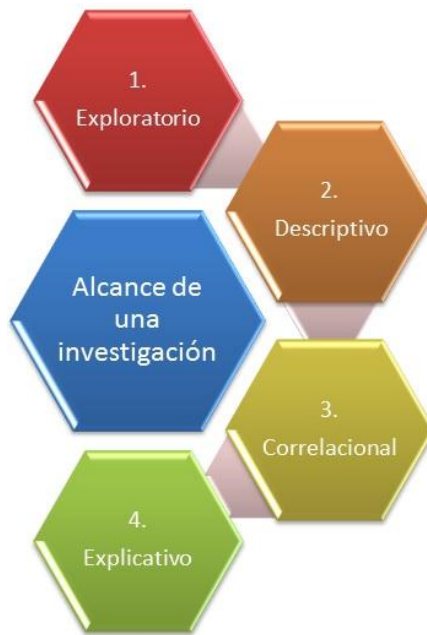 1.
Exploratorio
2.
Descriptivo
Alcance de
una
investigación
3.
Correlacional
4.
Explicativo